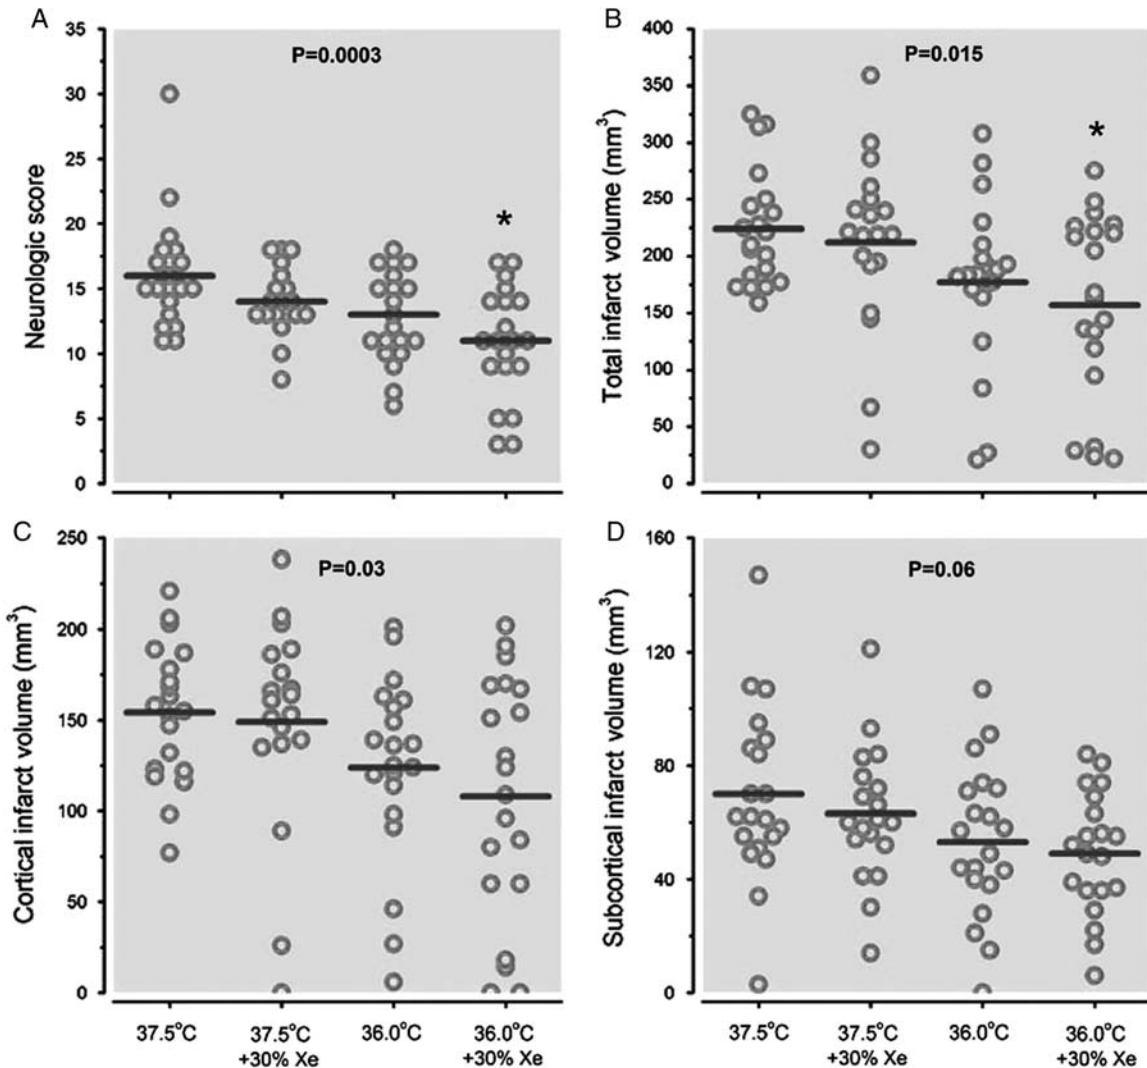 A
P=0.0003
Neurologic score
35
30
25
20
15
10
5
0
*
B
P=0.015
Total infarct volume (mm³)
400
350
300
250
200
150
100
50
0
*
C
P=0.03
Cortical infarct volume (mm³)
250
200
150
100
50
0
37.5°C
37.5°C
+30% Xe
36.0°C
36.0°C
+30% Xe
D
P=0.06
Subcortical infarct volume (mm³)
160
120
80
40
0
37.5°C
37.5°C
+30% Xe
36.0°C
36.0°C
+30% Xe